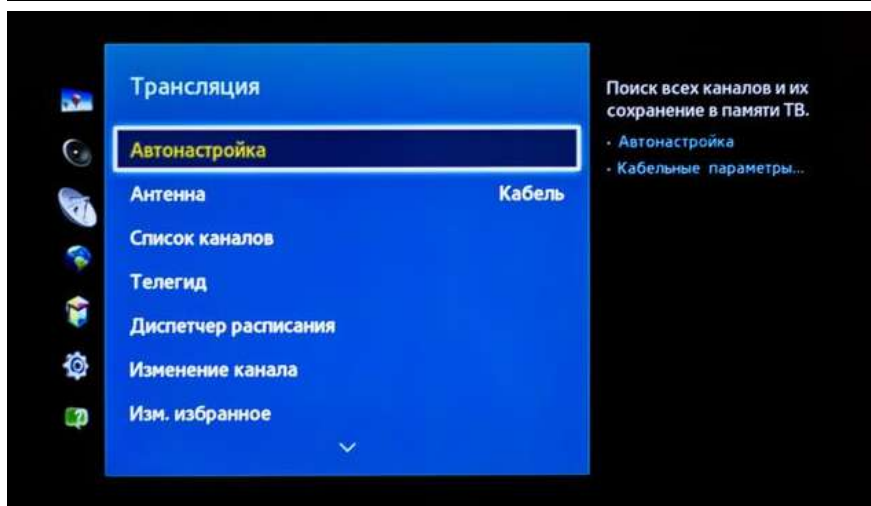 Трансляция
Автонастройка
Антенна Кабель
Список каналов
Телегид
Диспетчер расписания
Изменение канала
Изм. избранное
Поиск всех каналов и их
сохранение в памяти ТВ.
· Автонастройка
· Кабельные параметры...